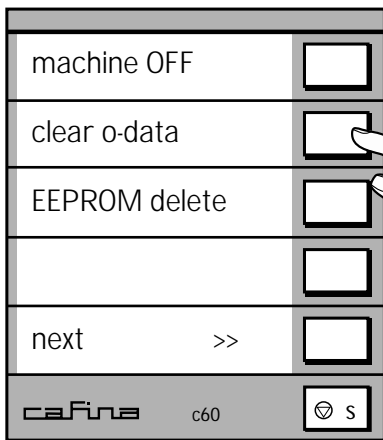 machine OFF
clear o-data
EEPROM delete
next >>
cafina c60 S